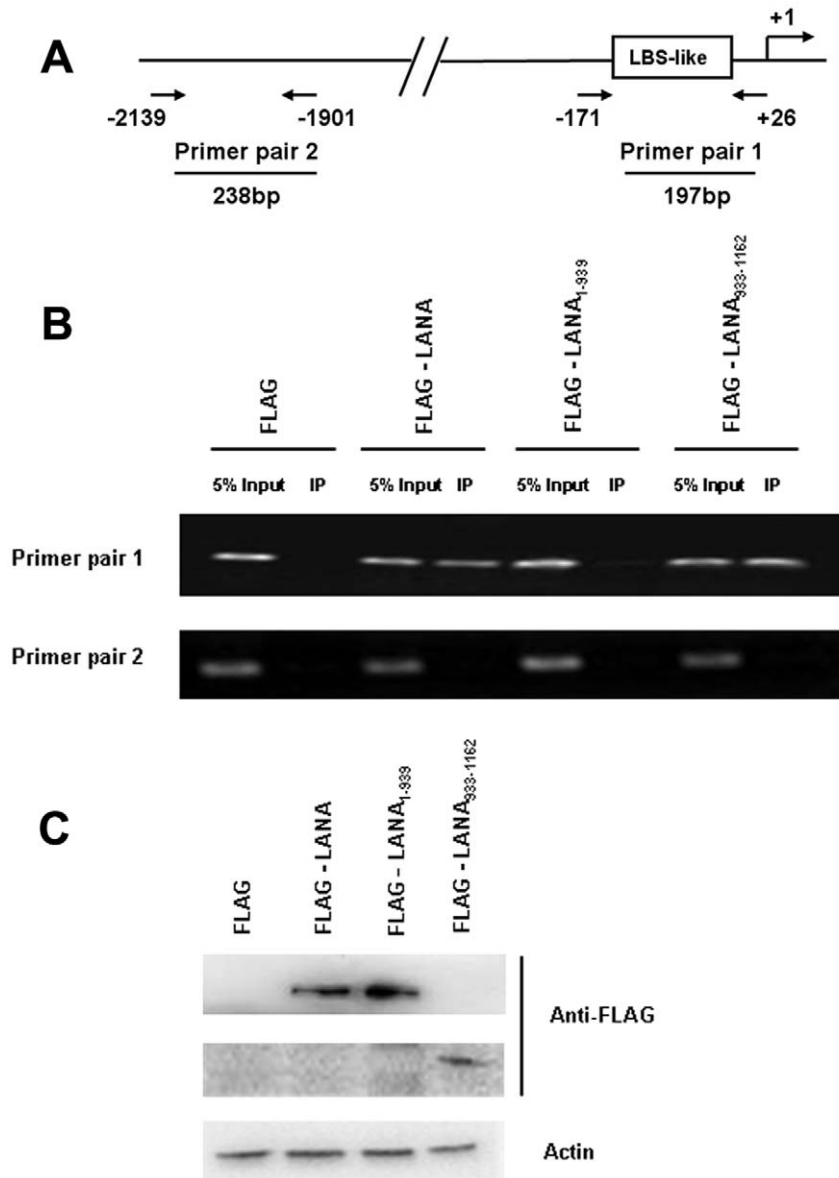 A
+1
LBS-like
-2139 -1901 -171 +26
Primer pair 2 Primer pair 1
238bp 197bp
B
FLAG
FLAG - LANA
FLAG - LANA1-939
FLAG - LANA933-1162
5% Input IP 5% Input IP 5% Input IP 5% Input IP
Primer pair 1
Primer pair 2
C
FLAG
FLAG - LANA
FLAG – LANA1-939
FLAG - LANA933-1162
Anti-FLAG
Actin